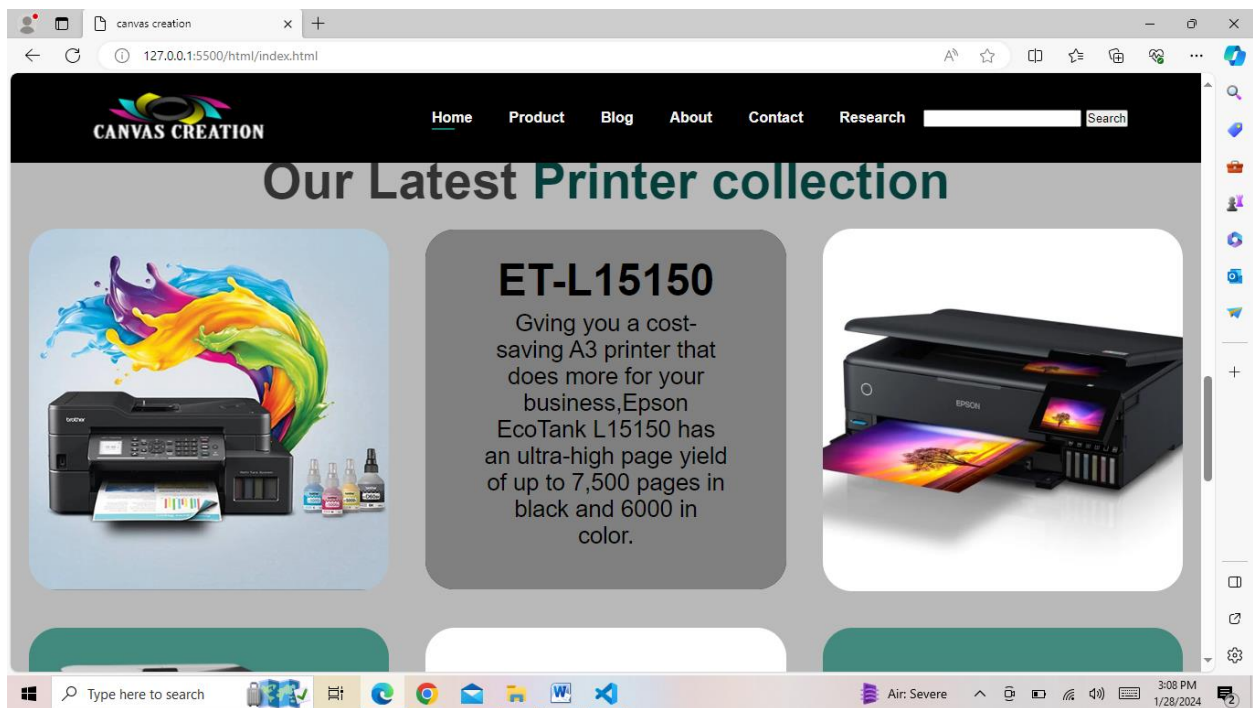 canvas creation
127.0.0.1:5500/html/index.html
CANVAS CREATION
Home Product Blog About Contact Research Search
Our Latest Printer collection
brother
ET-L15150
Gving you a cost-
saving A3 printer that
does more for your
business,Epson
EcoTank L15150 has
an ultra-high page yield
of up to 7,500 pages in
black and 6000 in
color.
EPSON
Type here to search
Air: Severe
3:08 PM
1/28/2024
2